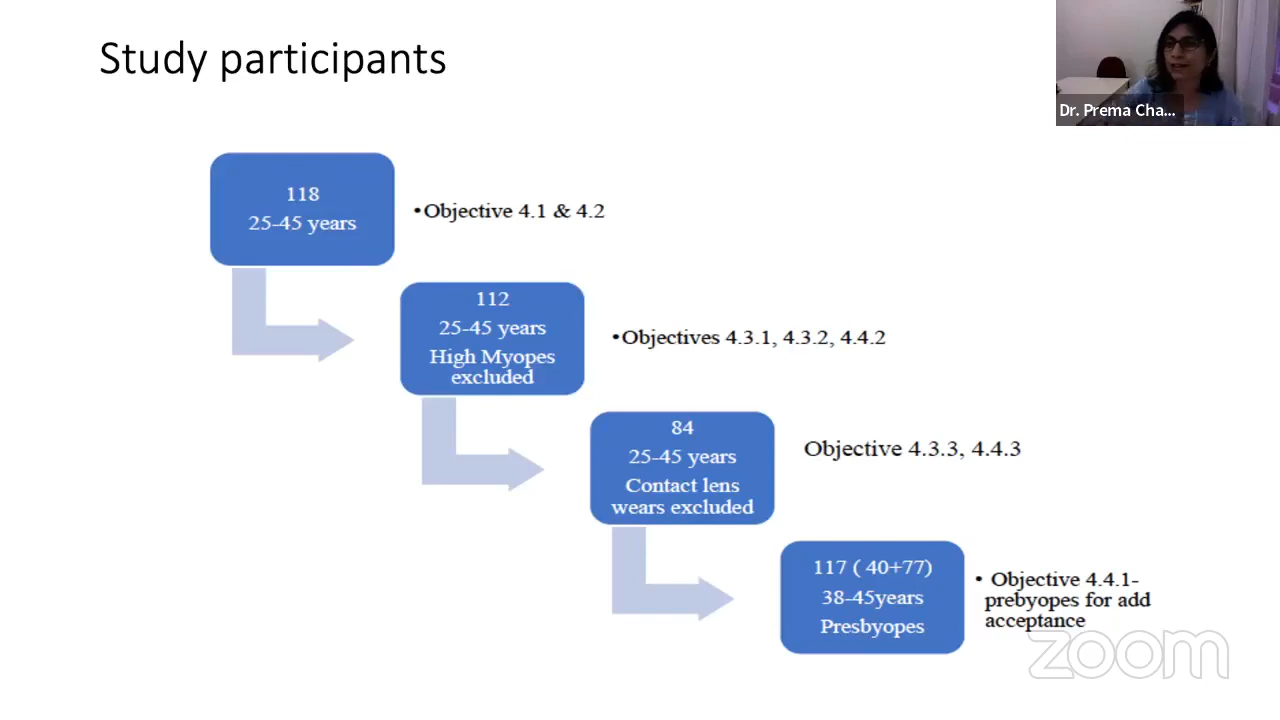 Study participants
Dr. Prema Cha...
118
25-45 years
•Objective 4.1 & 4.2
112
25-45 years
High Myopes
excluded
•Objectives 4.3.1, 4.3.2, 4.4.2
84
25-45 years
Contact lens
wears excluded
Objective 4.3.3, 4.4.3
117 ( 40+77)
38-45years
Presbyopes
• Objective 4.4.1-
prebyopes for add
acceptance
zoom